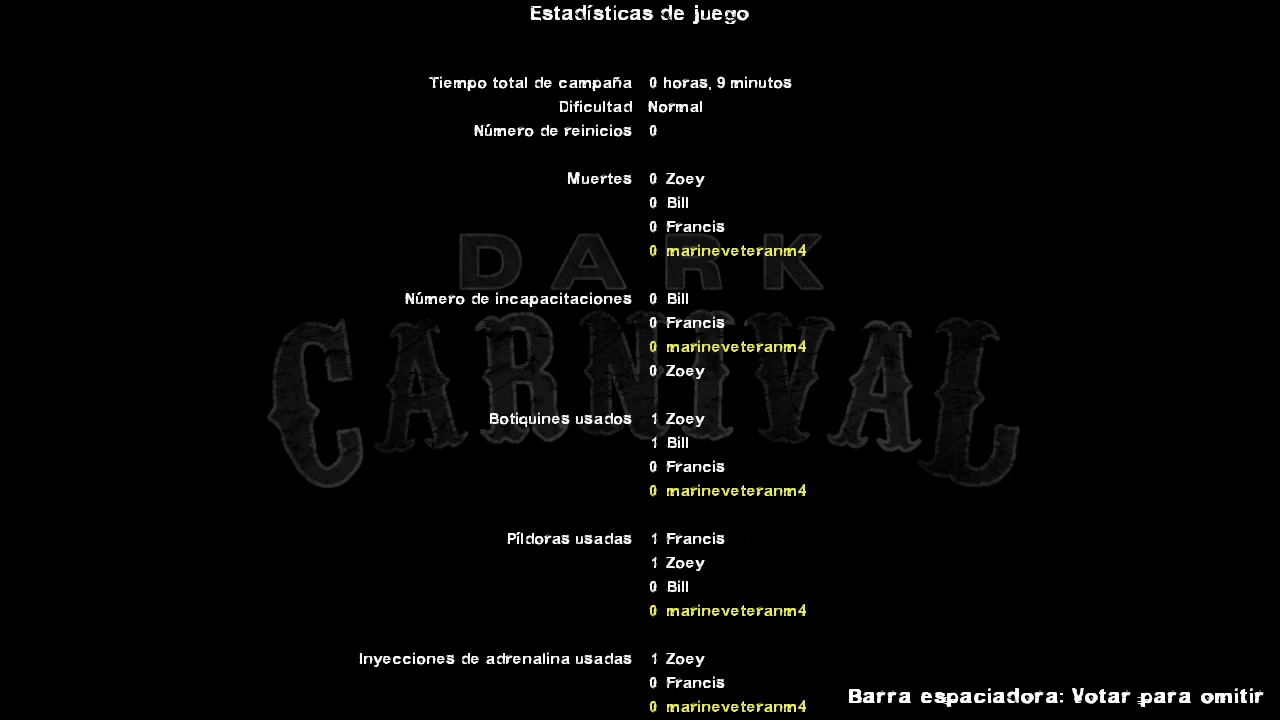 Estadísticas de juego
Tiempo total de campaña 0 horas, 9 minutos
Dificultad Normal
Número de reinicios 0
Muertes 0 Zoey
0 Bill
0 Francis
0 marineveteranm4
DARK
Número de incapacitaciones 0 Bill
0 Francis
0 marineveteranm4
0 Zoey
CARNIVAL
Botiquines usados 1 Zoey
1 Bill
0 Francis
0 marineveteranm4
Píldoras usadas 1 Francis
1 Zoey
0 Bill
0 marineveteranm4
Inyecciones de adrenalina usadas 1 Zoey
0 Francis
0 marineveteranm4
Barra espaciadora: Votar para omitir